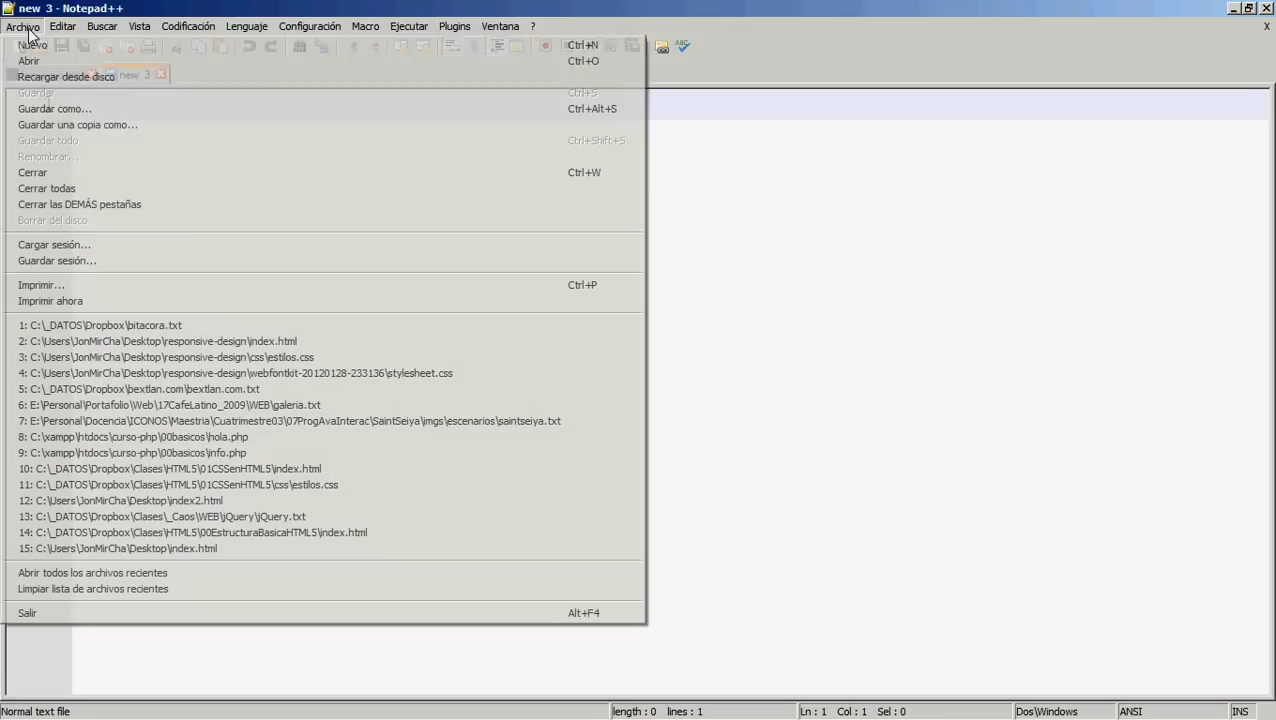 new 3 - Notepad++
Archivo Editar Buscar Vista Codificación Lenguaje Configuración Macro Ejecutar Plugins Ventana ? X
Nuevo Ctrl+N
Abrir Ctrl+O
Recargar desde disco new 3
Guardar Ctrl+S
Guardar como... Ctrl+Alt+S
Guardar una copia como...
Guardar todo Ctrl+Shift+S
Renombrar...
Cerrar Ctrl+W
Cerrar todas
Cerrar las DEMÁS pestañas
Borrar del disco
Cargar sesión...
Guardar sesión...
Imprimir... Ctrl+P
Imprimir ahora
1: C:\_DATOS\Dropbox\bitacora.txt
2: C:\Users\JonMirCha\Desktop\responsive-design\index.html
3: C:\Users\JonMirCha\Desktop\responsive-design\css\estilos.css
4: C:\Users\JonMirCha\Desktop\responsive-design\webfontkit-20120128-233136\stylesheet.css
5: C:\_DATOS\Dropbox\bextlan.com\bextlan.com.txt
6: E:\Personal\Portafolio\Web\17CafeLatino_2009\WEB\galeria.txt
7: E:\Personal\Docencia\ICONOS\Maestria\Cuatrimestre03\07ProgAvaInterac\SaintSeiya\imgs\escenarios\saintseiya.txt
8: C:\xampp\htdocs\curso-php\00basicos\hola.php
9: C:\xampp\htdocs\curso-php\00basicos\info.php
10: C:\_DATOS\Dropbox\Clases\HTML5\01CSSenHTML5\index.html
11: C:\_DATOS\Dropbox\Clases\HTML5\01CSSenHTML5\css\estilos.css
12: C:\Users\JonMirCha\Desktop\index2.html
13: C:\_DATOS\Dropbox\Clases\_Caos\WEB\jQuery\jQuery.txt
14: C:\_DATOS\Dropbox\Clases\HTML5\00EstructuraBasicaHTML5\index.html
15: C:\Users\JonMirCha\Desktop\index.html
Abrir todos los archivos recientes
Limpiar lista de archivos recientes
Salir Alt+F4
Normal text file length : 0 lines : 1 Ln : 1 Col : 1 Sel : 0 Dos\Windows ANSI INS